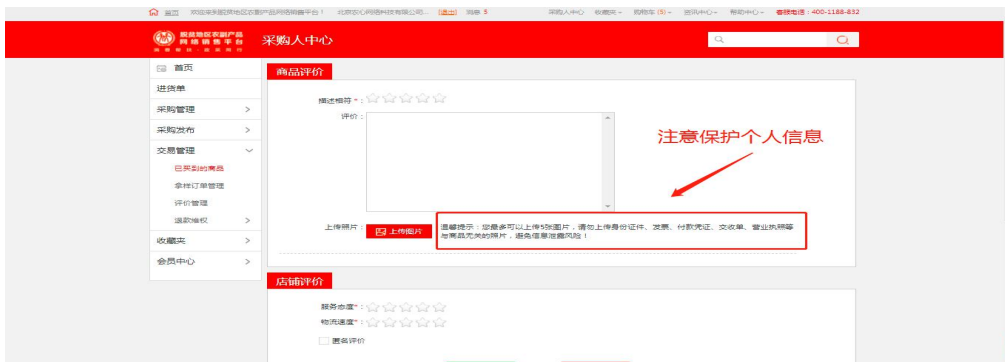 首页 欢迎来到脱贫地区农副产品网络销售平台! 北京农心网络科技有限公司... [退出] 消息 5 采购人中心 收藏夹 购物车 (5) 资讯中心 帮助中心 客服电话:400-1188-832
脱贫地区农副产品
网络销售平台
采购人中心
首页
进货单
采购管理 >
采购发布 >
交易管理
已买到的商品
拿样订单管理
评价管理
退款维权 >
收藏夹 >
会员中心 >
商品评价
描述相符*:
评价:
注意保护个人信息
上传照片: 上传图片 温馨提示:您最多可以上传5张图片,请勿上传身份证件、发票、付款凭证、交收单、营业执照等
与商品无关的照片,避免信息泄露风险!
店铺评价
服务态度*:
物流速度*:
匿名评价